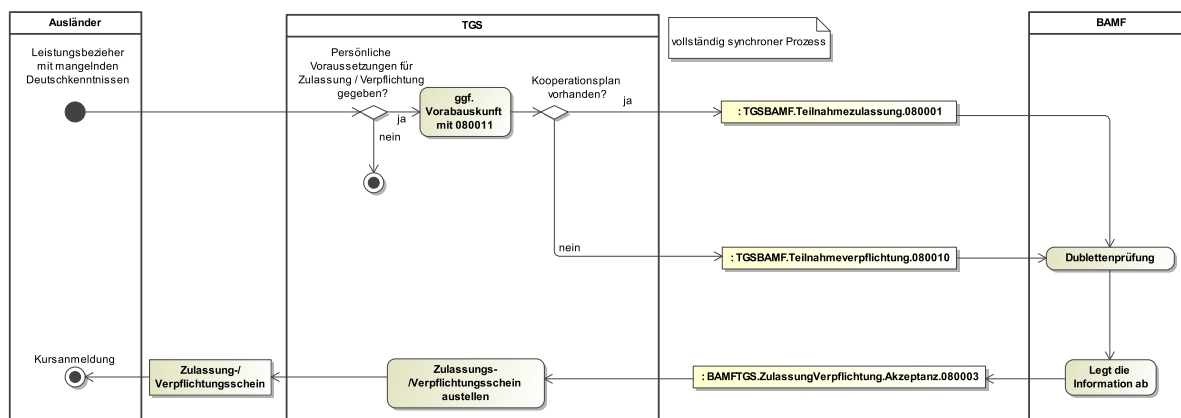 Ausländer
TGS
BAMF
vollständig synchroner Prozess
Leistungsbezieher
mit mangelnden
Deutschkenntnissen
Persönliche
Voraussetzungen für
Zulassung / Verpflichtung
gegeben?
ja
nein
ggf.
Vorabauskunft
mit 080011
Kooperationsplan
vorhanden?
ja
: TGSBAMF.Teilnahmezulassung.080001
nein
: TGSBAMF.Teilnahmeverpflichtung.080010
Dublettenprüfung
Kursanmeldung
Zulassung-/
Verpflichtungsschein
Zulassungs-
/Verpflichtungsschein
austellen
: BAMFTGS.ZulassungVerpflichtung.Akzeptanz.080003
Legt die
Information ab